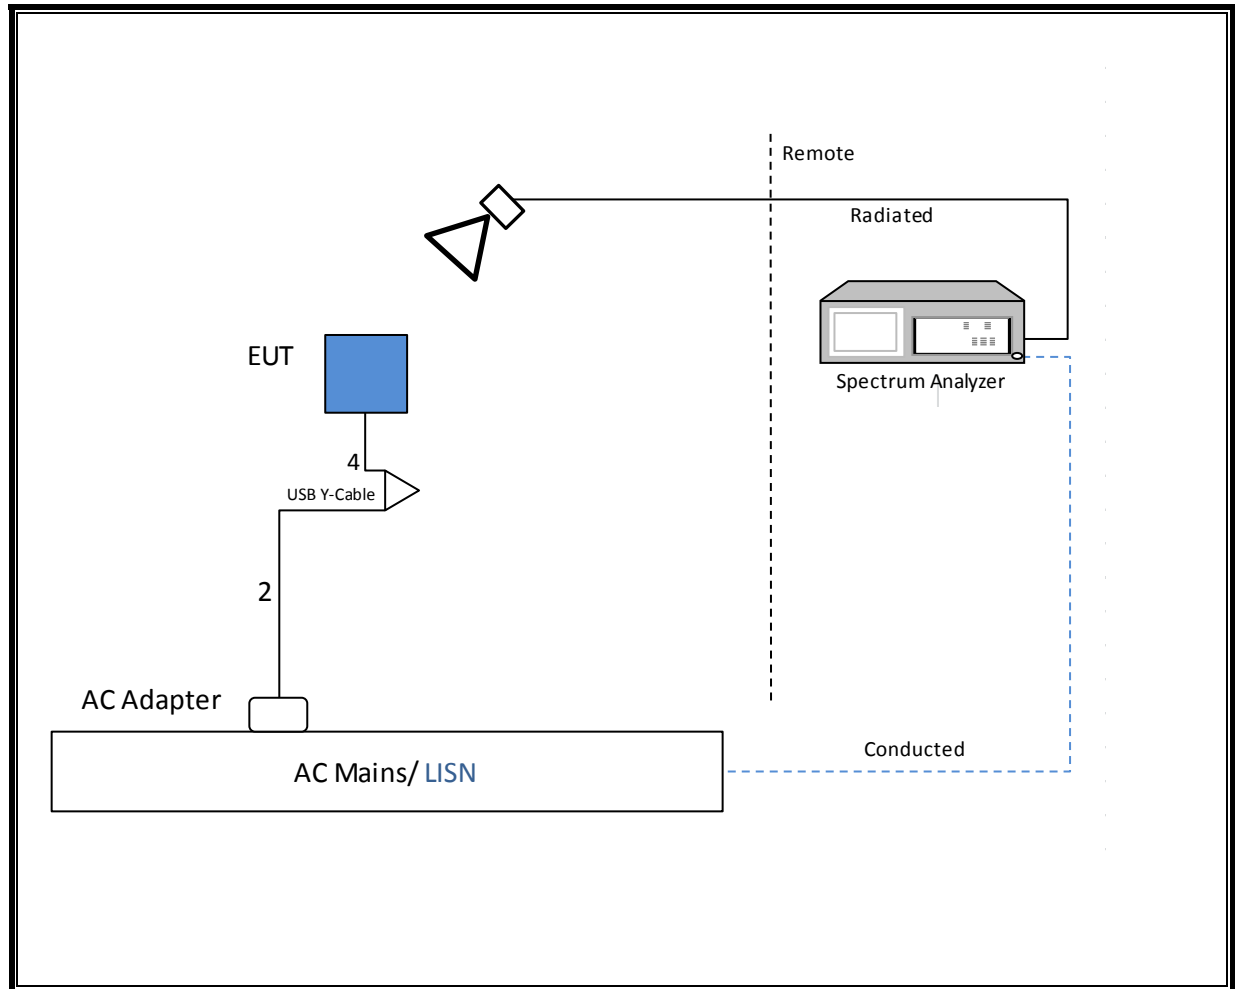 Remote
Radiated
EUT
Spectrum Analyzer
4
USB Y-Cable
2
AC Adapter
Conducted
AC Mains/ LISN